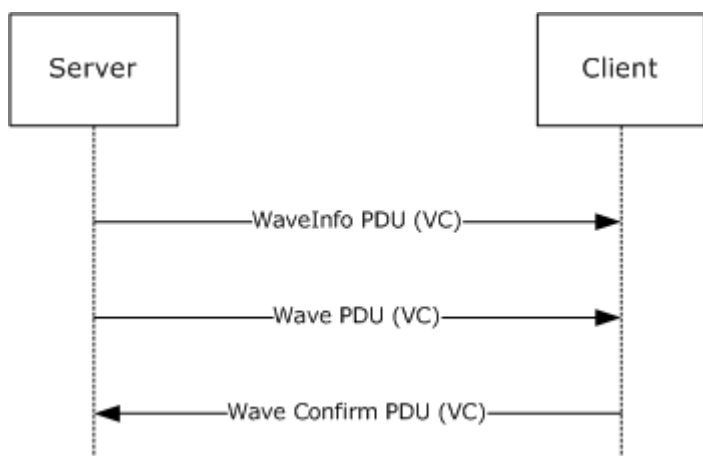 Server
Client
WaveInfo PDU (VC)
Wave PDU (VC)
Wave Confirm PDU (VC)